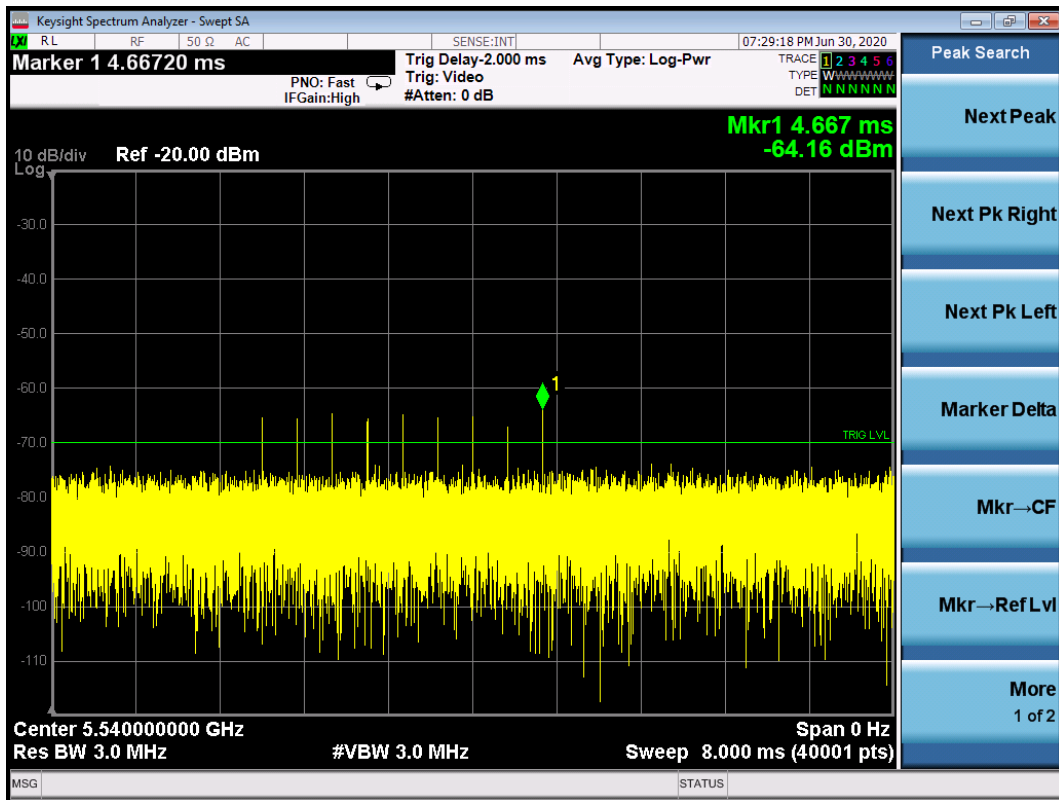 Keysight Spectrum Analyzer - Swept SA
LXI RL RF 50 Ω AC SENSE:INT 07:29:18 PM Jun 30, 2020
Marker 1 4.66720 ms
PNO: Fast
IFGain:High
Trig Delay-2.000 ms
Trig: Video
#Atten: 0 dB
Avg Type: Log-Pwr
TRACE 1 2 3 4 5 6
TYPE WWWWWWW
DET N N N N N N
Mkr1 4.667 ms
-64.16 dBm
10 dB/div Ref -20.00 dBm
Log
-30.0
-40.0
-50.0
-60.0
1
-70.0
TRIG LVL
-80.0
-90.0
-100
-110
Center 5.540000000 GHz Span 0 Hz
Res BW 3.0 MHz #VBW 3.0 MHz Sweep 8.000 ms (40001 pts)
MSG STATUS
Peak Search
Next Peak
Next Pk Right
Next Pk Left
Marker Delta
Mkr→CF
Mkr→Ref Lvl
More
1 of 2